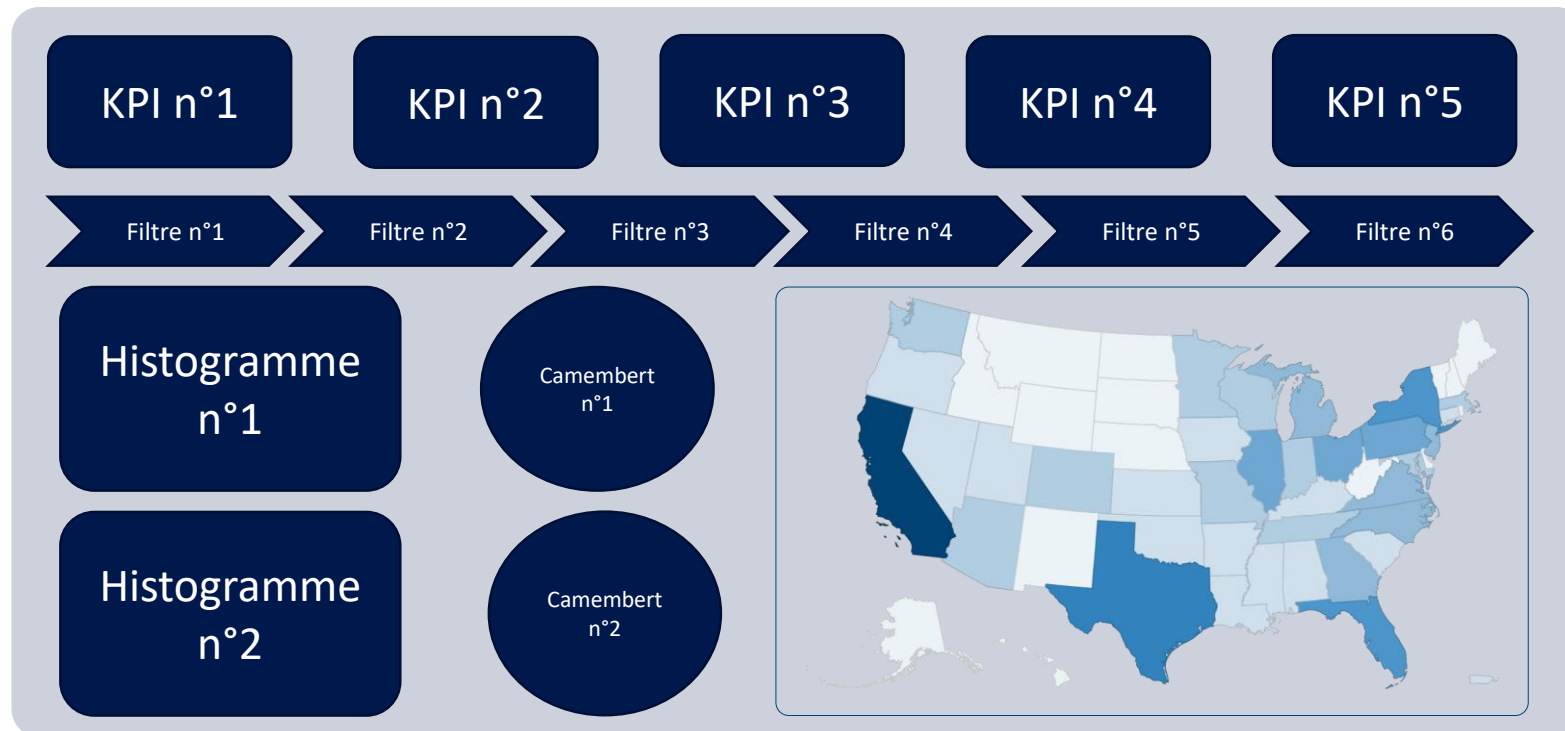 KPI n°1
KPI n°2
KPI n°3
KPI n°4
KPI n°5
Filtre n°1
Filtre n°2
Filtre n°3
Filtre n°4
Filtre n°5
Filtre n°6
Histogramme
n°1
Camembert
n°1
Histogramme
n°2
Camembert
n°2